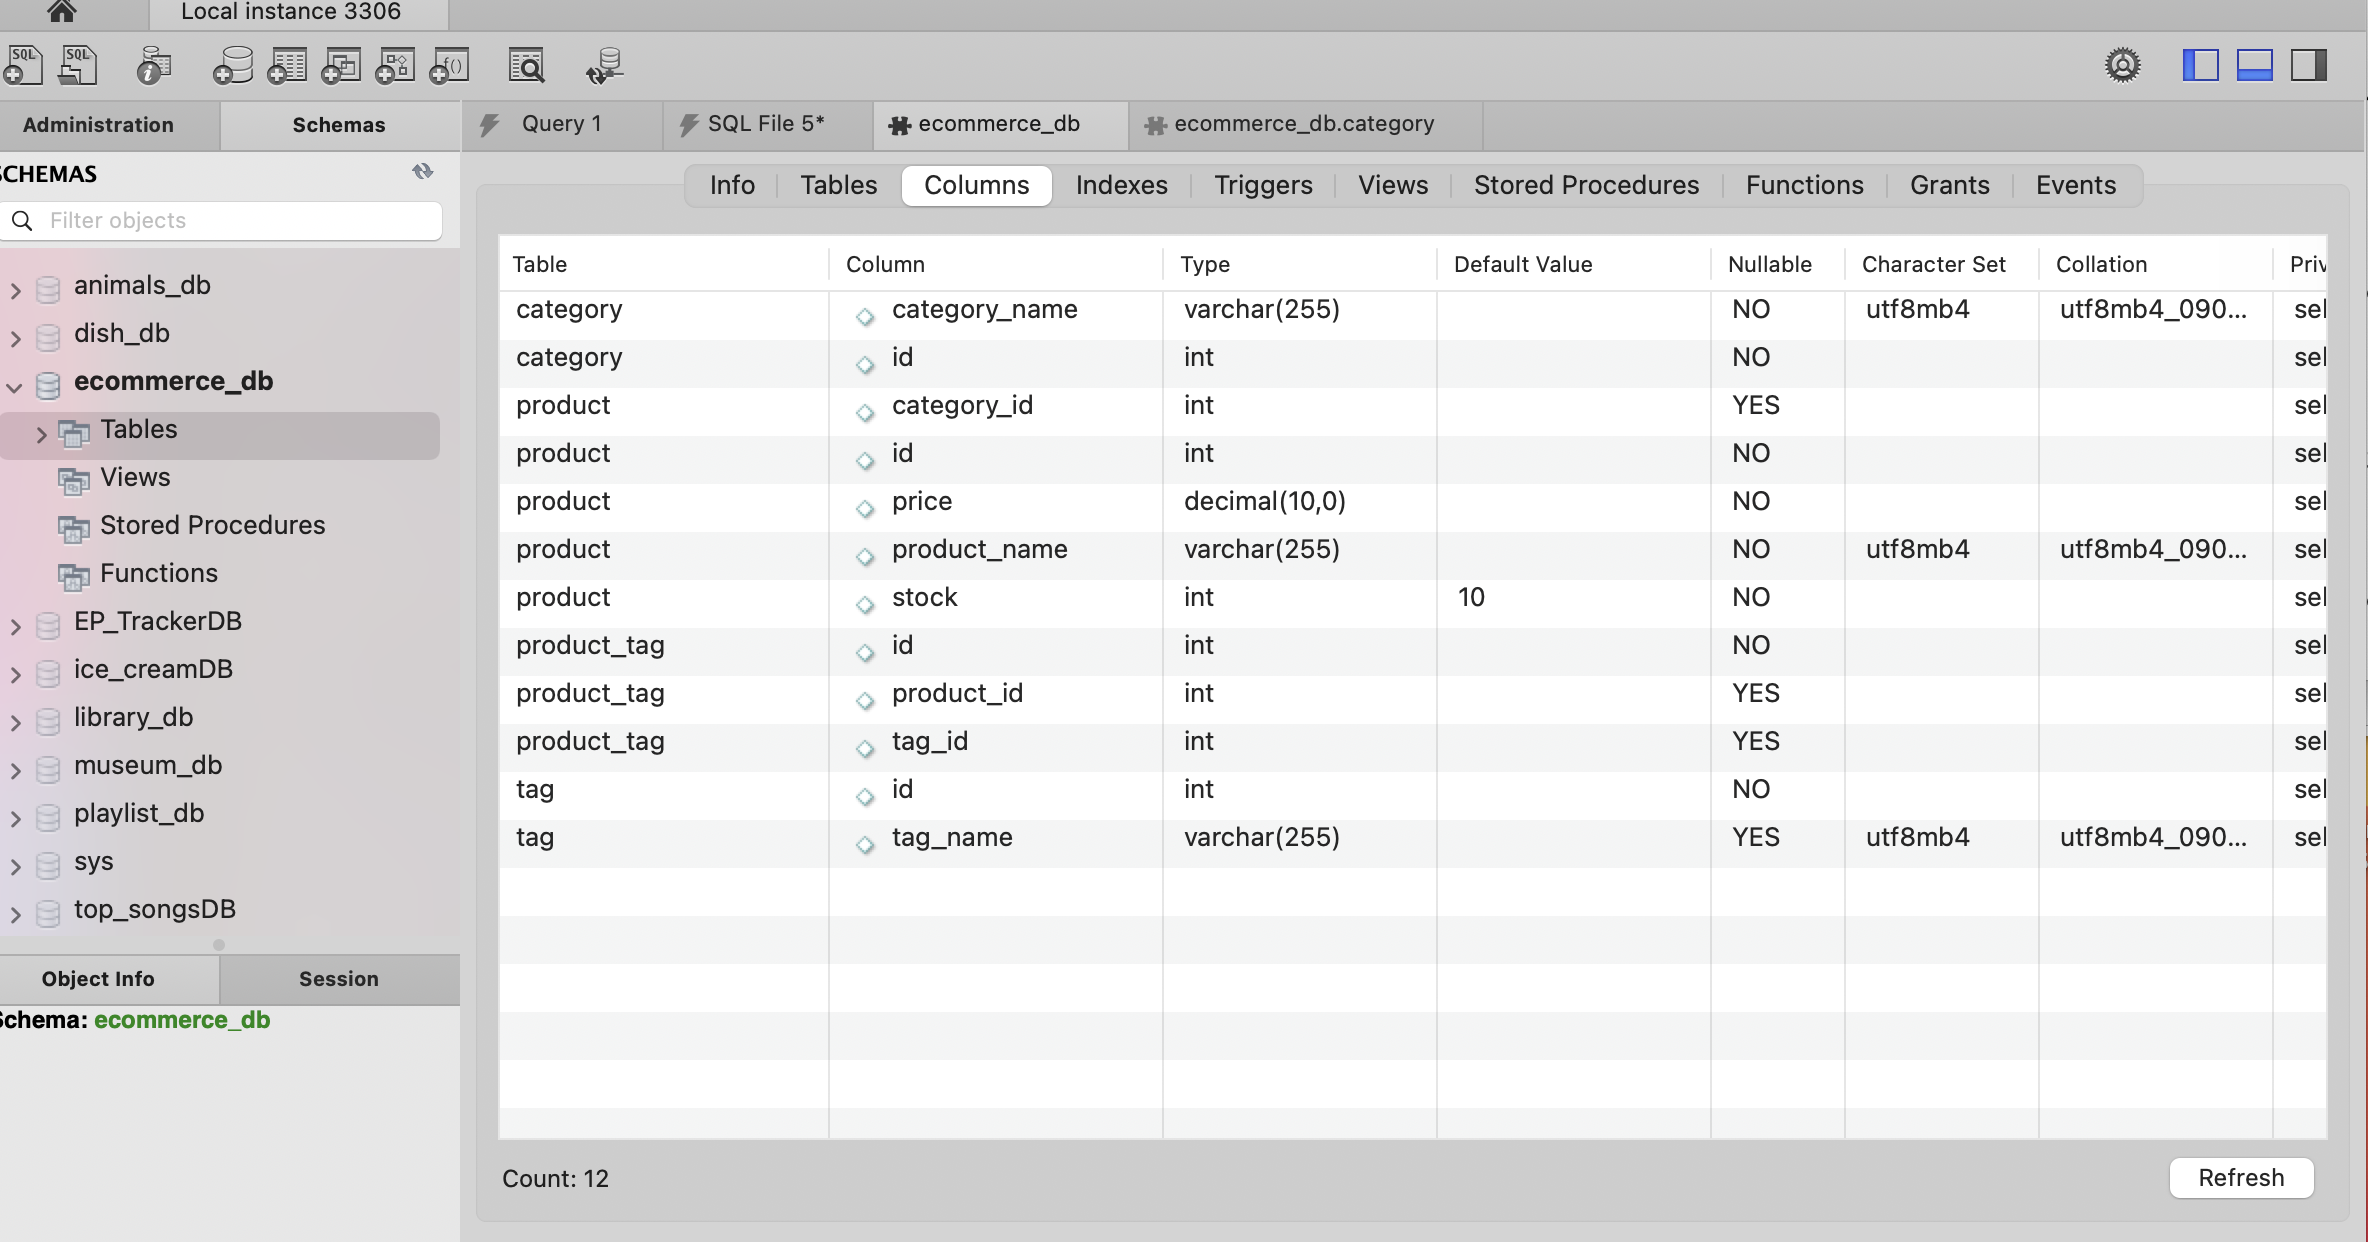 Local instance 3306
SQL SQL
Administration Schemas
Query 1 SQL File 5* ecommerce_db ecommerce_db.category
SCHEMAS
Filter objects
animals_db
dish_db
ecommerce_db
Tables
Views
Stored Procedures
Functions
EP_TrackerDB
ice_creamDB
library_db
museum_db
playlist_db
sys
top_songsDB
Object Info Session
Schema: ecommerce_db
Info Tables Columns Indexes Triggers Views Stored Procedures Functions Grants Events
Table Column Type Default Value Nullable Character Set Collation Priv
category category_name varchar(255) NO utf8mb4 utf8mb4_090... sel
category id int NO sel
product category_id int YES sel
product id int NO sel
product price decimal(10,0) NO sel
product product_name varchar(255) NO utf8mb4 utf8mb4_090... sel
product stock int 10 NO sel
product_tag id int NO sel
product_tag product_id int YES sel
product_tag tag_id int YES sel
tag id int NO sel
tag tag_name varchar(255) YES utf8mb4 utf8mb4_090... sel
Count: 12
Refresh